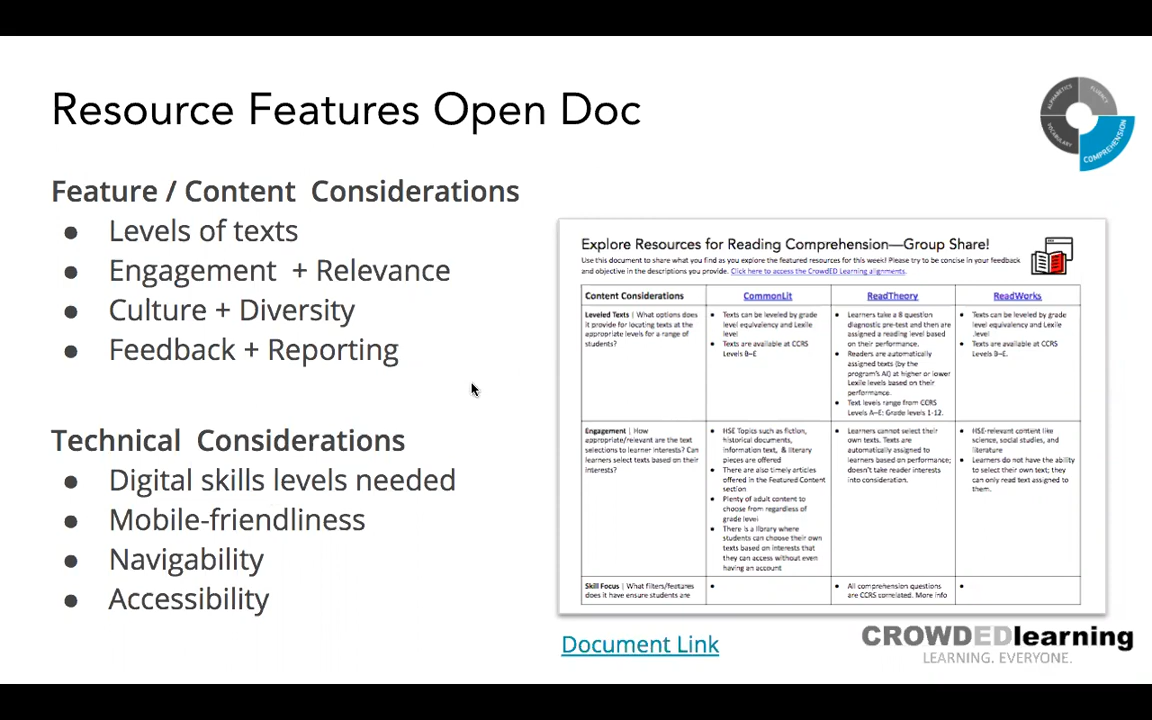 Resource Features Open Doc
ALPHABETICS
FLUENCY
VOCABULARY
COMPREHENSION
Feature / Content Considerations
● Levels of texts
● Engagement + Relevance
● Culture + Diversity
● Feedback + Reporting
Technical Considerations
● Digital skills levels needed
● Mobile-friendliness
● Navigability
● Accessibility
Explore Resources for Reading Comprehension—Group Share!
Use this document to share what you find as you explore the featured resources for this week! Please try to be concise in your feedback
and objective in the descriptions you provide. Click here to access the CrowdED Learning alignments.
Content Considerations
CommonLit
ReadTheory
ReadWorks
Leveled Texts | What options does
it provide for locating texts at the
appropriate levels for a range of
students?
● Texts can be leveled by grade
level equivalency and Lexile
level
● Texts are available at CCRS
Levels B–E
● Learners take a 8 question
diagnostic pre-test and then are
assigned a reading level based
on their performance.
● Readers are automatically
assigned texts (by the
program's AI) at higher or lower
Lexile levels based on their
performance.
● Text levels range from CCRS
Levels A–E; Grade levels 1-12.
● Texts can be leveled by grade
level equivalency and Lexile
level
● Texts are available at CCRS
Levels B–E.
Engagement | How
appropriate/relevant are the text
selections to learner interests? Can
learners select texts based on their
interests?
● HSE Topics such as fiction,
historical documents,
information text, & literary
pieces are offered
● There are also timely articles
offered in the Featured Content
section
● Plenty of adult content to
choose from regardless of
grade level
● There is a library where
students can choose their own
texts based on interests that
they can access without even
having an account
● Learners cannot select their
own texts. Texts are
automatically assigned to
learners based on performance;
doesn't take reader interests
into consideration.
● HSE-relevant content like
science, social studies, and
literature
● Learners do not have the ability
to select their own text; they
can only read text assigned to
them.
Skill Focus | What filters/features
does it have ensure students are
●
● All comprehension questions
are CCRS correlated. More info
●
Document Link
CROWDEDlearning
LEARNING. EVERYONE.